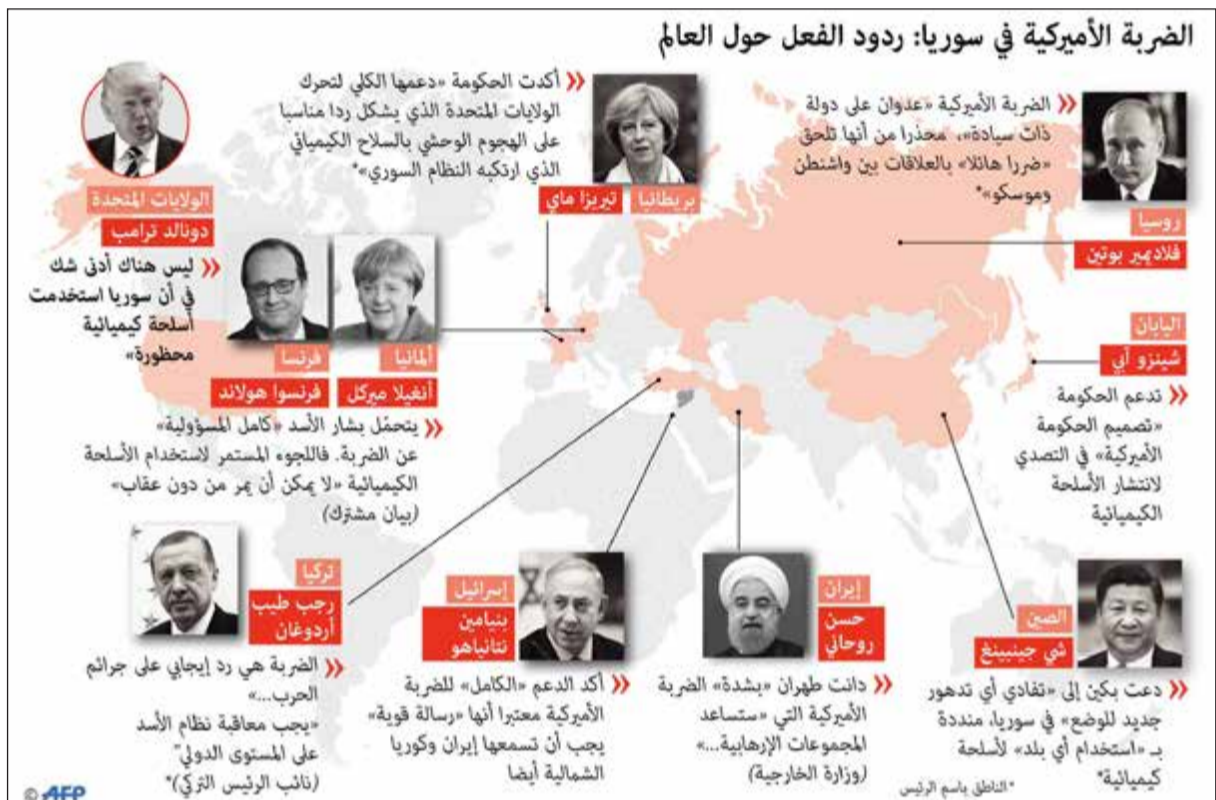 الضربة الأميركية في سوريا: ردود الفعل حول العالم
الضربة الأميركية «عدوان على دولة
ذات سيادة»، محذرا من أنها تلحق
«ضررا هائلا» بالعلاقات بين واشنطن
وموسكو»*
روسيا
فلاديمير بوتين
أكدت الحكومة «دعمها الكلي لتحرك
الولايات المتحدة الذي يشكل ردا مناسبا
على الهجوم الوحشي بالسلاح الكيميائي
الذي ارتكبه النظام السوري»*
بريطانيا
تيريزا ماي
الولايات المتحدة
دونالد ترامب
ليس هناك أدنى شك
في أن سوريا استخدمت
أسلحة كيميائية
محظورة»
ألمانيا
أنغيلا ميركل
فرنسا
فرنسوا هولاند
يتحمّل بشار الأسد «كامل المسؤولية»
عن الضربة. فاللجوء المستمر لاستخدام الأسلحة
الكيميائية «لا يمكن أن يمر من دون عقاب»
(بيان مشترك)
اليابان
شينزو آبي
تدعم الحكومة
«تصميم الحكومة
الأميركية» في التصدي
لانتشار الأسلحة
الكيميائية
الصين
شي جينبينغ
دعت بكين إلى «تفادي أي تدهور
جديد للوضع» في سوريا، منددة
بـ «استخدام أي بلد» لأسلحة
كيميائية*
إيران
حسن
روحاني
دانت طهران «بشدة» الضربة
الأميركية التي «ستساعد
المجموعات الإرهابية...»
(وزارة الخارجية)
إسرائيل
بنيامين
نتانياهو
أكد الدعم «الكامل» للضربة
الأميركية معتبرا أنها «رسالة قوية»
يجب أن تسمعها إيران وكوريا
الشمالية أيضا
تركيا
رجب طيب
أردوغان
الضربة هي رد إيجابي على جرائم
الحرب...»
«يجب معاقبة نظام الأسد
على المستوى الدولي"
(نائب الرئيس التركي)*
*الناطق باسم الرئيس
© AFP